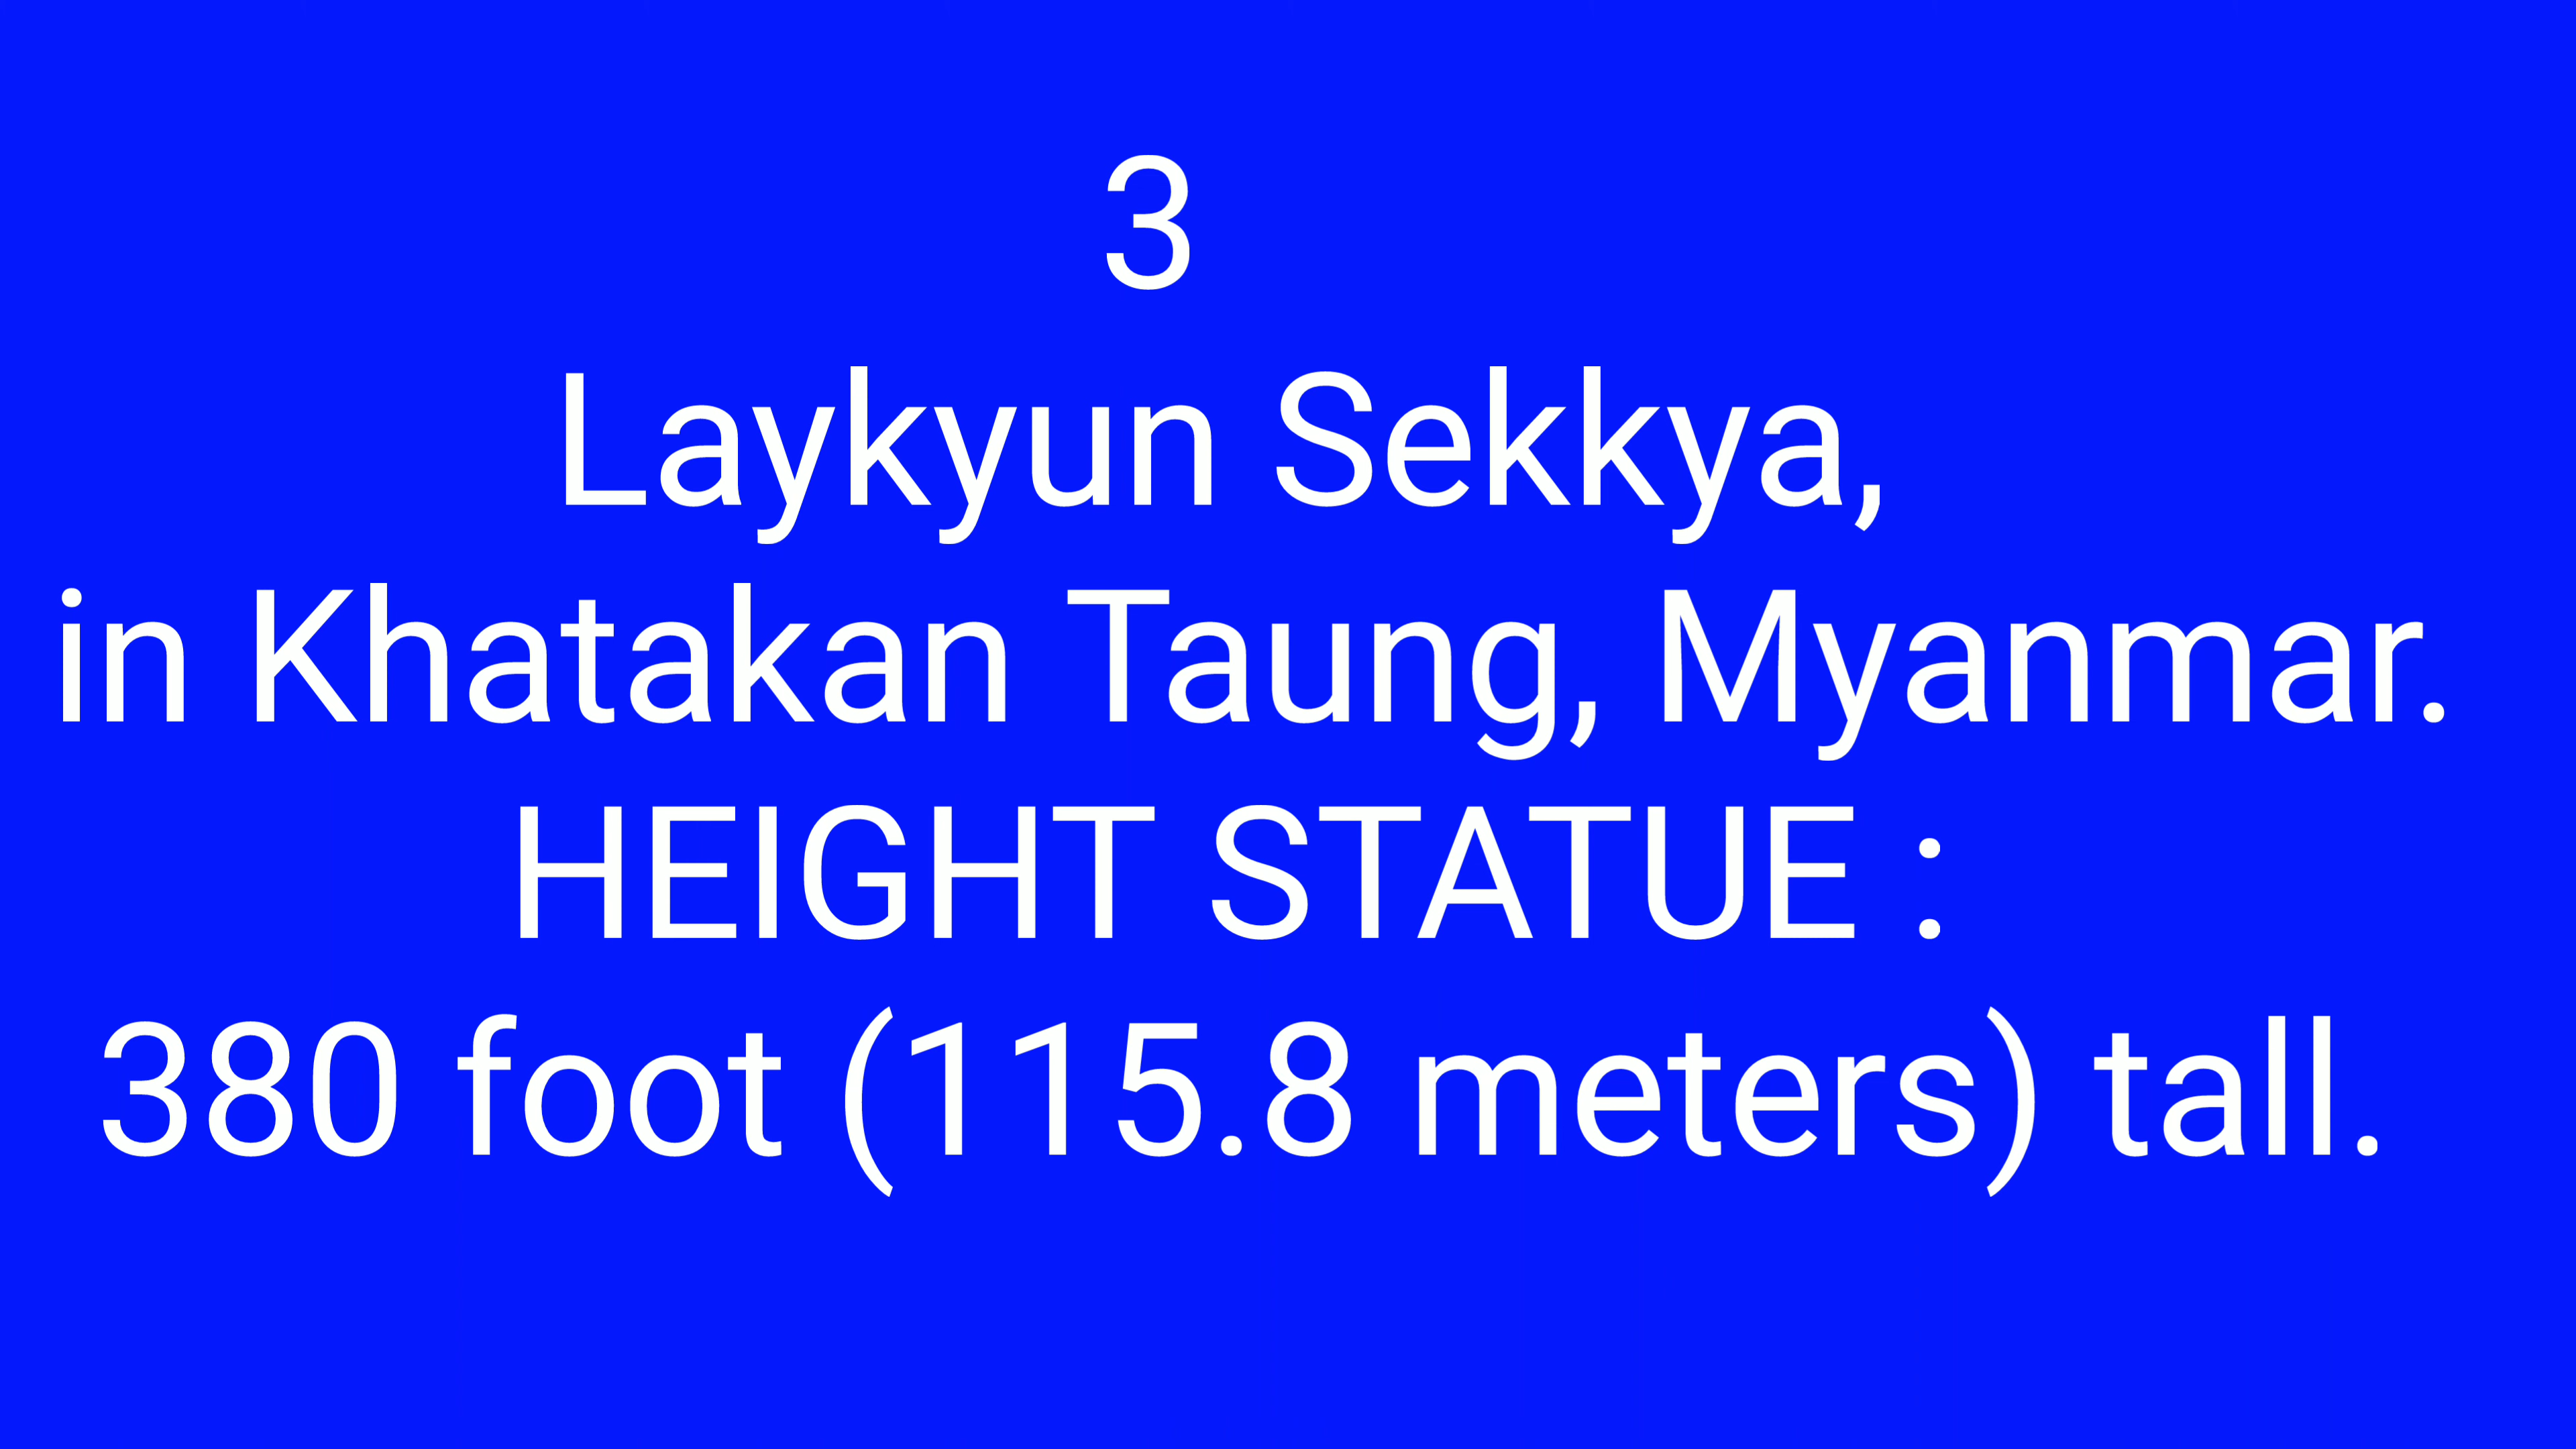 3
Laykyun Sekkya,
in Khatakan Taung, Myanmar.
HEIGHT STATUE :
380 foot (115.8 meters) tall.